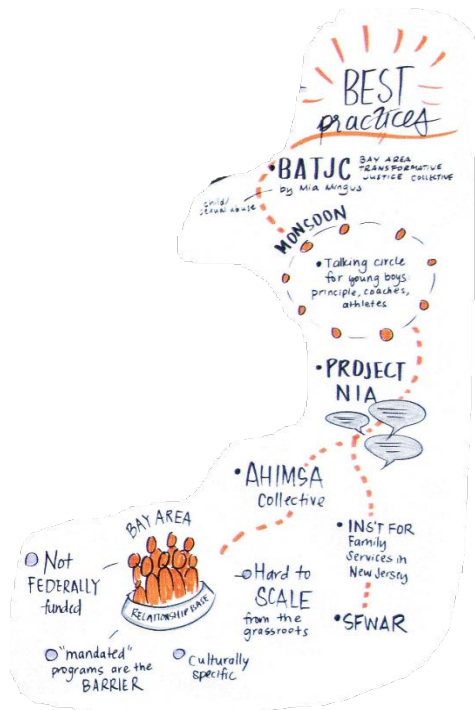 BEST
practices
•BATJC
BAY AREA
TRANSFORMATIVE
JUSTICE COLLECTIVE
by Mia Mingus
child/
sexual abuse
MONSOON
•Talking circle
for young boys
principle, coaches,
athletes
•PROJECT
NIA
•AHIMSA
Collective
•INS'T FOR
Family
Services in
New Jersey
•SFWAR
BAY AREA
RELATIONSHIP BASE
Not
FEDERALLY
funded
"mandated"
programs are the
BARRIER
Culturally
specific
Hard to
SCALE
from the
grassroots